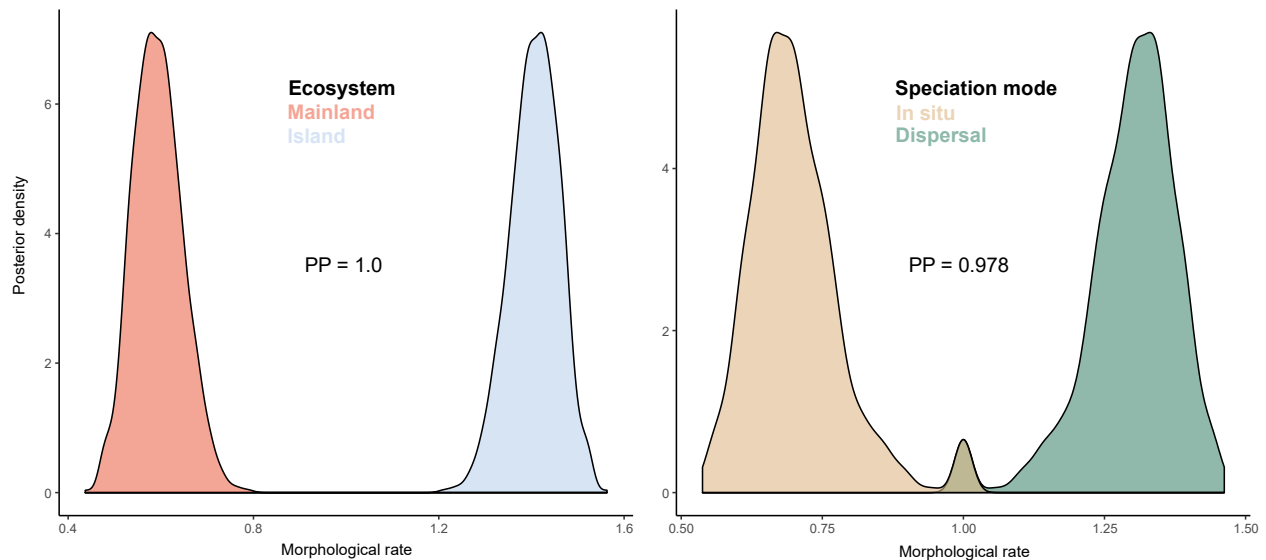 Ecosystem
Mainland
Island
PP = 1.0
Posterior density
6
4
2
0
0.4 0.8 1.2 1.6
Morphological rate
Speciation mode
In situ
Dispersal
PP = 0.978
4
2
0
0.50 0.75 1.00 1.25 1.50
Morphological rate